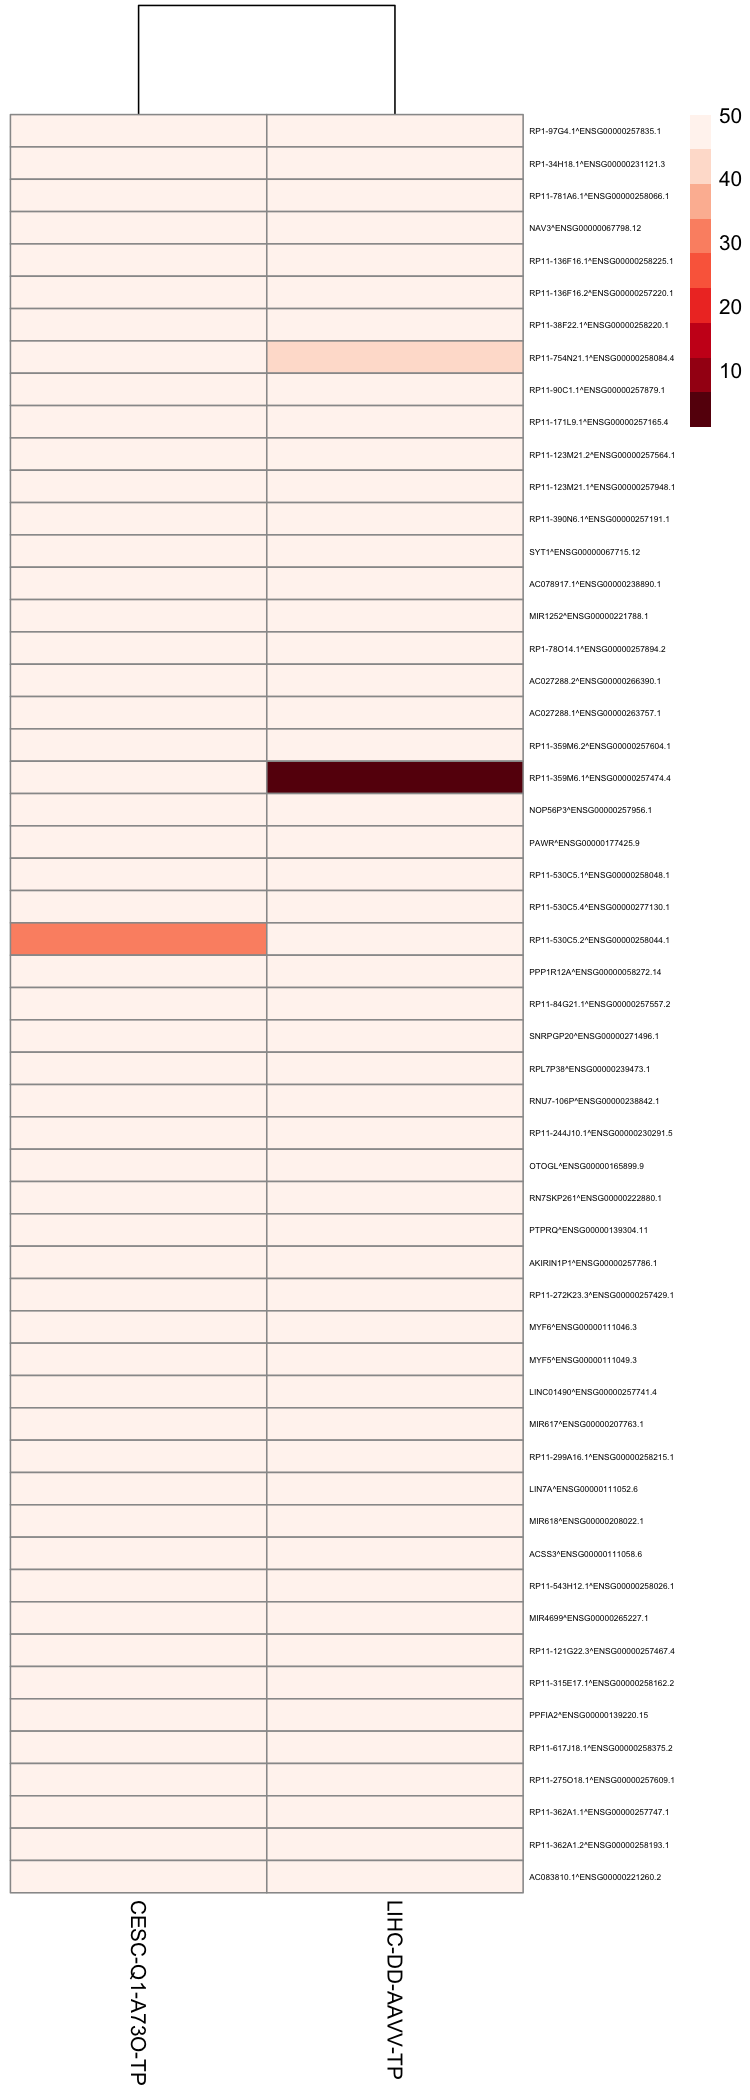 RP1-97G4.1^ENSG00000257835.1
RP1-34H18.1^ENSG00000231121.3
RP11-781A6.1^ENSG00000258066.1
NAV3^ENSG00000067798.12
RP11-136F16.1^ENSG00000258225.1
RP11-136F16.2^ENSG00000257220.1
RP11-38F22.1^ENSG00000258220.1
RP11-754N21.1^ENSG00000258084.4
RP11-90C1.1^ENSG00000257879.1
RP11-171L9.1^ENSG00000257165.4
RP11-123M21.2^ENSG00000257564.1
RP11-123M21.1^ENSG00000257948.1
RP11-390N6.1^ENSG00000257191.1
SYT1^ENSG00000067715.12
AC078917.1^ENSG00000238890.1
MIR1252^ENSG00000221788.1
RP1-78O14.1^ENSG00000257894.2
AC027288.2^ENSG00000266390.1
AC027288.1^ENSG00000263757.1
RP11-359M6.2^ENSG00000257604.1
RP11-359M6.1^ENSG00000257474.4
NOP56P3^ENSG00000257956.1
PAWR^ENSG00000177425.9
RP11-530C5.1^ENSG00000258048.1
RP11-530C5.4^ENSG00000277130.1
RP11-530C5.2^ENSG00000258044.1
PPP1R12A^ENSG00000058272.14
RP11-84G21.1^ENSG00000257557.2
SNRPGP20^ENSG00000271496.1
RPL7P38^ENSG00000239473.1
RNU7-106P^ENSG00000238842.1
RP11-244J10.1^ENSG00000230291.5
OTOGL^ENSG00000165899.9
RN7SKP261^ENSG00000222880.1
PTPRQ^ENSG00000139304.11
AKIRIN1P1^ENSG00000257786.1
RP11-272K23.3^ENSG00000257429.1
MYF6^ENSG00000111046.3
MYF5^ENSG00000111049.3
LINC01490^ENSG00000257741.4
MIR617^ENSG00000207763.1
RP11-299A16.1^ENSG00000258215.1
LIN7A^ENSG00000111052.6
MIR618^ENSG00000208022.1
ACSS3^ENSG00000111058.6
RP11-543H12.1^ENSG00000258026.1
MIR4699^ENSG00000265227.1
RP11-121G22.3^ENSG00000257467.4
RP11-315E17.1^ENSG00000258162.2
PPFIA2^ENSG00000139220.15
RP11-617J18.1^ENSG00000258375.2
RP11-275O18.1^ENSG00000257609.1
RP11-362A1.1^ENSG00000257747.1
RP11-362A1.2^ENSG00000258193.1
AC083810.1^ENSG00000221260.2
50
40
30
20
10
CESC-Q1-A73O-TP
LIHC-DD-AAVV-TP